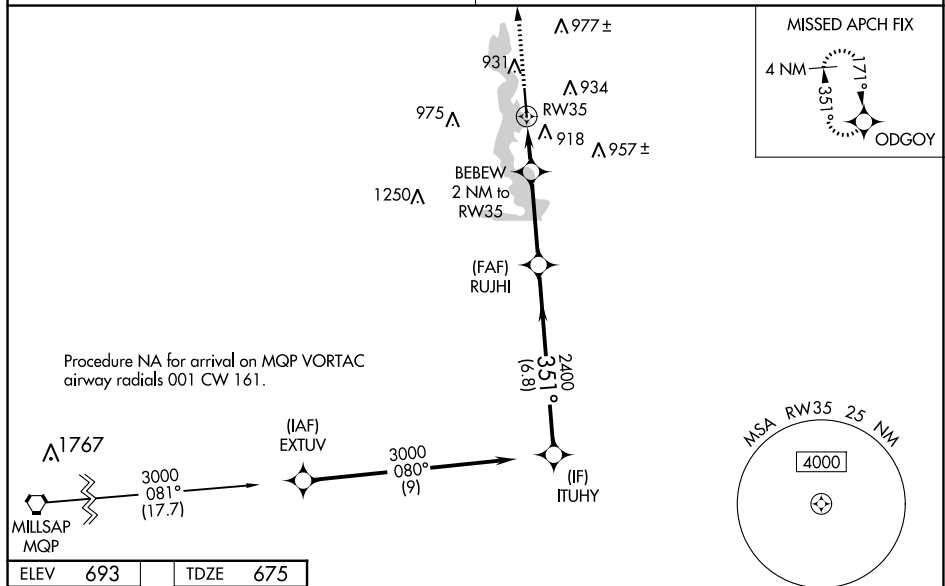 MISSED APCH FIX
4 NM
171°
351°
ODGOY
977 ±
931
934
975
RW35
918
957 ±
BEBEW
2 NM to
RW35
1250
(FAF)
RUJHI
2400
351°
(6.8)
Procedure NA for arrival on MQP VORTAC
airway radials 001 CW 161.
1767
(IAF)
EXTUV
3000
080°
(9)
3000
081°
(17.7)
(IF)
ITUHY
MILLSAP
MQP
MSA RW35 25 NM
4000
ELEV 693
TDZE 675